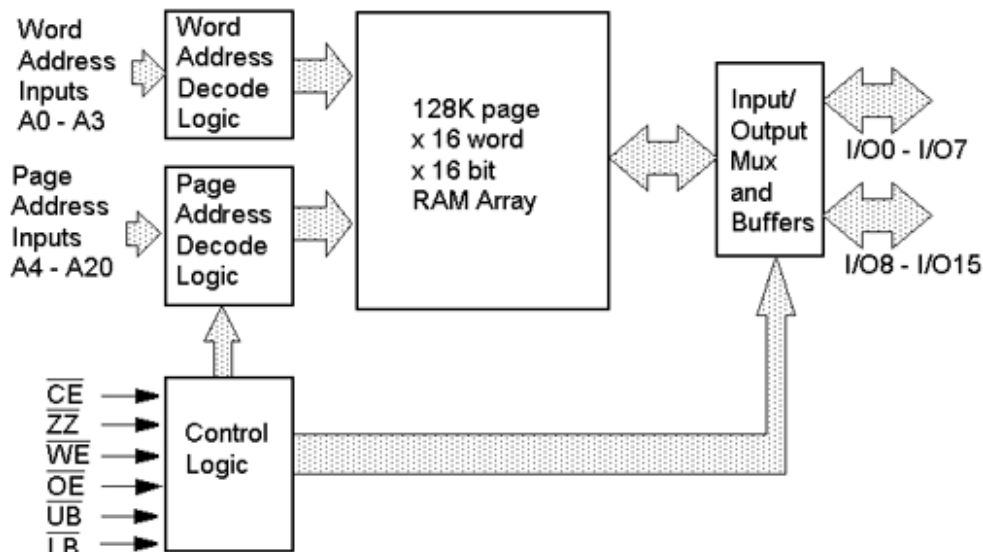 Word
Address
Inputs
A0 - A3
Word
Address
Decode
Logic
Page
Address
Inputs
A4 - A20
Page
Address
Decode
Logic
128K page
x 16 word
x 16 bit
RAM Array
Input/
Output
Mux
and
Buffers
I/O0 - I/O7
I/O8 - I/O15
CE
ZZ
WE
OE
UB
LB
Control
Logic